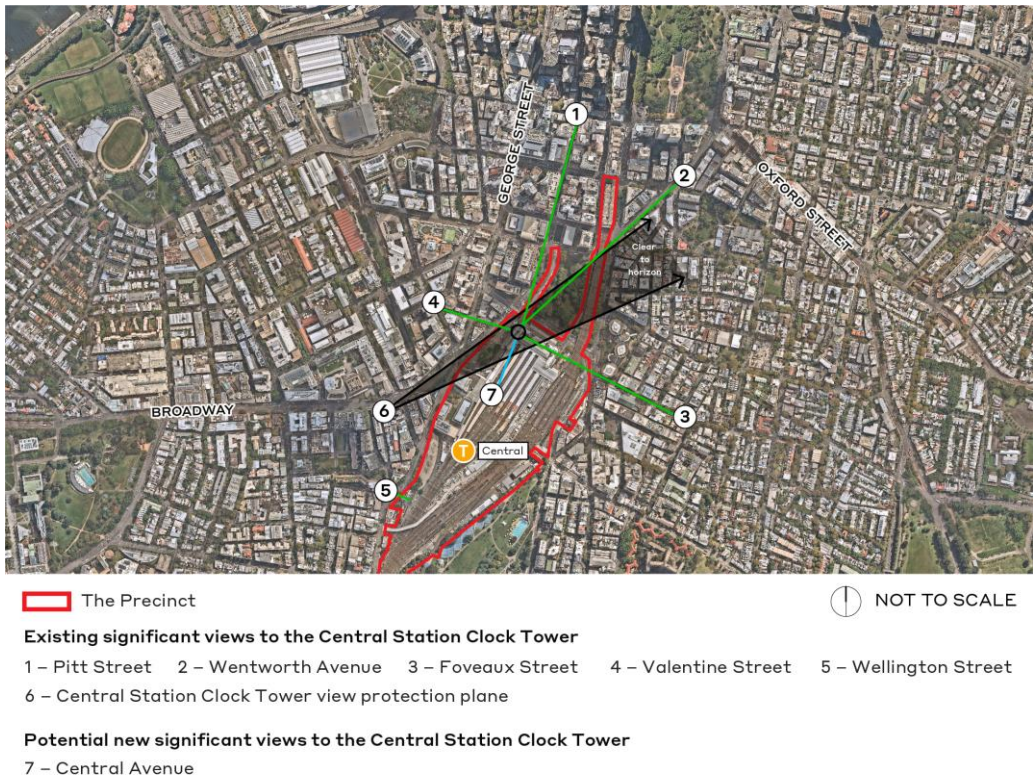 1
GEORGE STREET
2
OXFORD STREET
Clear
to
horizon
4
7
6
3
BROADWAY
T Central
5
The Precinct
NOT TO SCALE
Existing significant views to the Central Station Clock Tower
1 – Pitt Street 2 – Wentworth Avenue 3 – Foveaux Street 4 – Valentine Street 5 – Wellington Street
6 – Central Station Clock Tower view protection plane
Potential new significant views to the Central Station Clock Tower
7 – Central Avenue